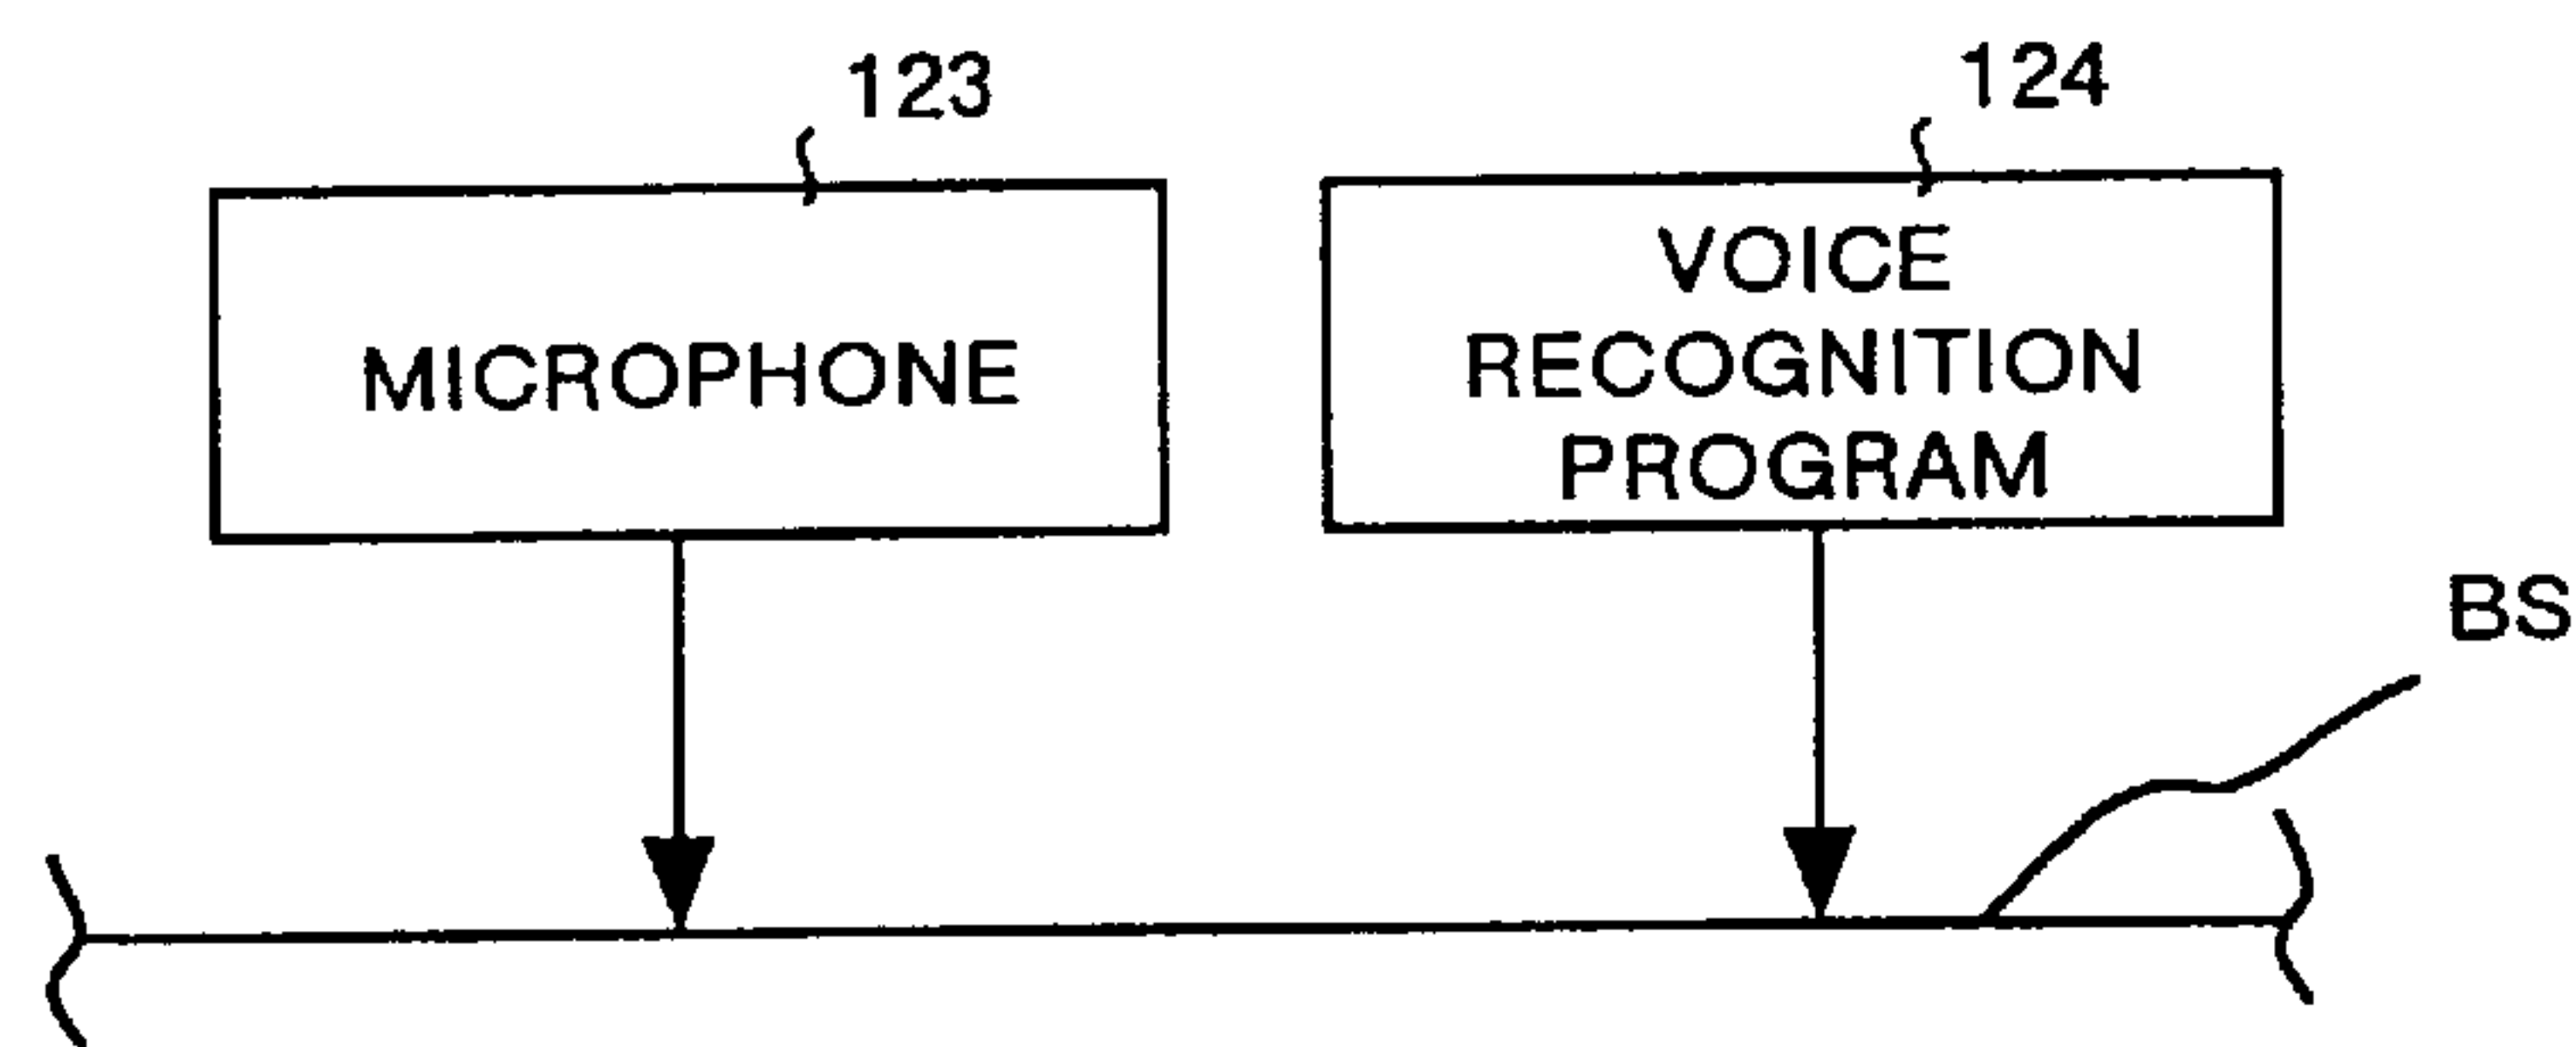 123
124
MICROPHONE
VOICE
RECOGNITION
PROGRAM
BS